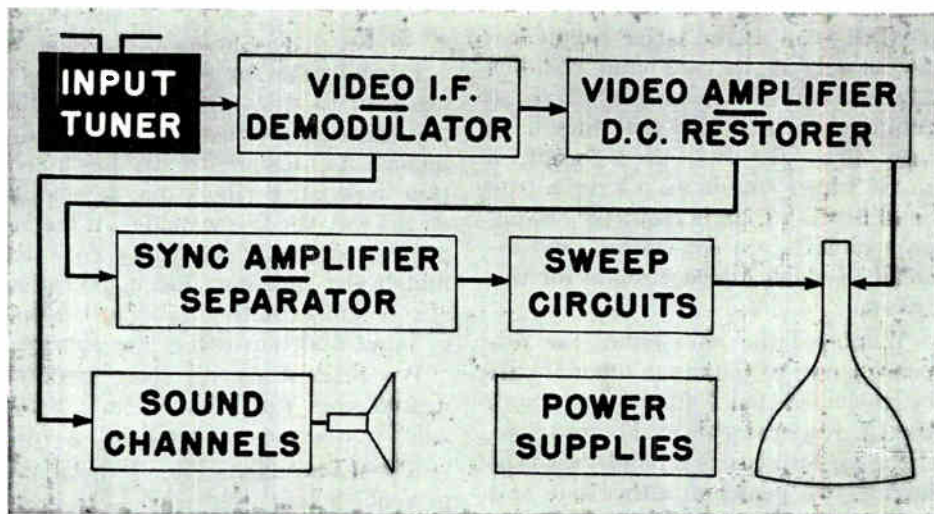 INPUT
TUNER
VIDEO I.F.
DEMODULATOR
VIDEO AMPLIFIER
D.C. RESTORER
SYNC AMPLIFIER
SEPARATOR
SWEEP
CIRCUITS
SOUND
CHANNELS
POWER
SUPPLIES